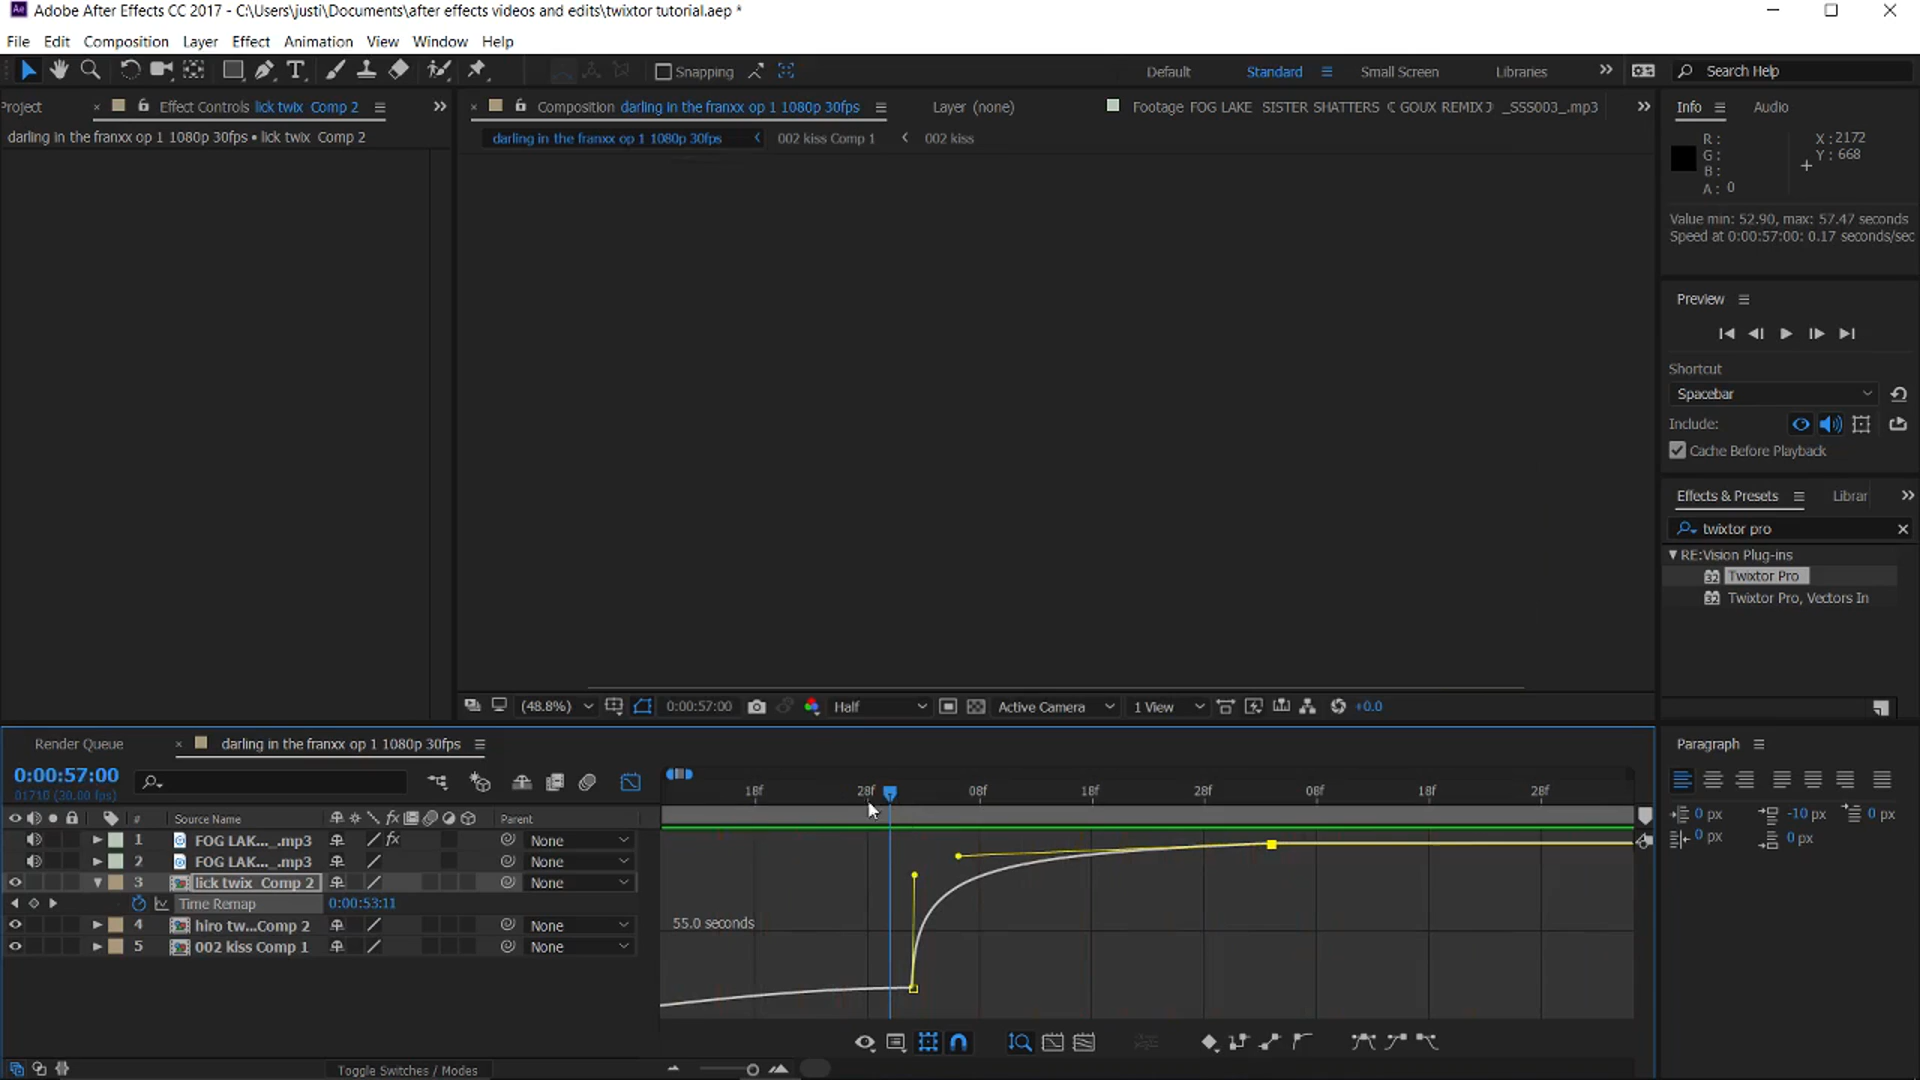 Adobe After Effects CC 2017 - C:\Users\justi\Documents\after effects videos and edits\twixtor tutorial.aep *
File Edit Composition Layer Effect Animation View Window Help
Snapping Default Standard Small Screen Libraries Search Help
roject Effect Controls lick twix Comp 2
Composition darling in the franxx op 1 1080p 30fps Layer (none) Footage FOG LAKE SISTER SHATTERS _SSS003_.mp3
Info Audio
darling in the franxx op 1 1080p 30fps • lick twix Comp 2
darling in the franxx op 1 1080p 30fps 002 kiss Comp 1 002 kiss
R :
G :
B :
A : 0
X : 2172
Y : 668
Value min: 52.90, max: 57.47 seconds
Speed at 0:00:57:00: 0.17 seconds/sec
Preview
Shortcut
Spacebar
Include:
Cache Before Playback
Effects & Presets Librar
twixtor pro
RE:Vision Plug-ins
Twixtor Pro
Twixtor Pro, Vectors In
(48.8%) 0:00:57:00 Half Active Camera 1 View +0.0
Render Queue darling in the franxx op 1 1080p 30fps
Paragraph
0:00:57:00
01710 (30.00 fps)
18f 28f 08f 18f 28f 08f 18f 28f
# Source Name fx Parent
1 FOG LAK..._.mp3 fx None
2 FOG LAK..._.mp3 None
3 lick twix Comp 2 None
Time Remap 0:00:53:11
4 hiro tw...Comp 2 None
5 002 kiss Comp 1 None
55.0 seconds
0 px -10 px 0 px
0 px 0 px
Toggle Switches / Modes